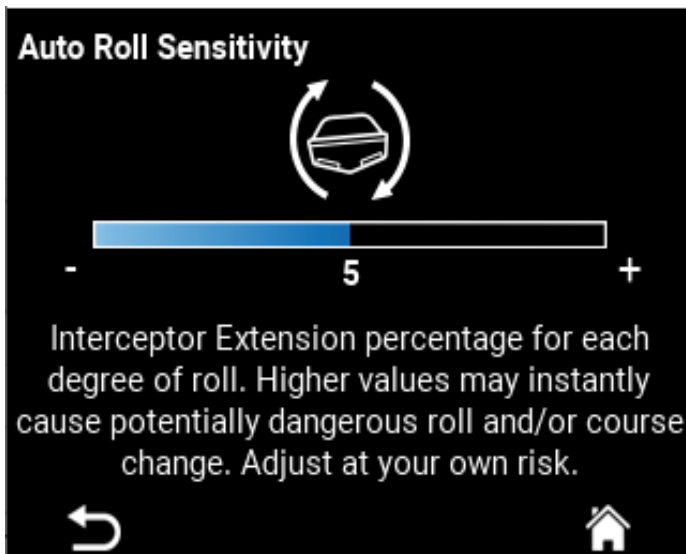 Auto Roll Sensitivity
- 5 +
Interceptor Extension percentage for each
degree of roll. Higher values may instantly
cause potentially dangerous roll and/or course
change. Adjust at your own risk.